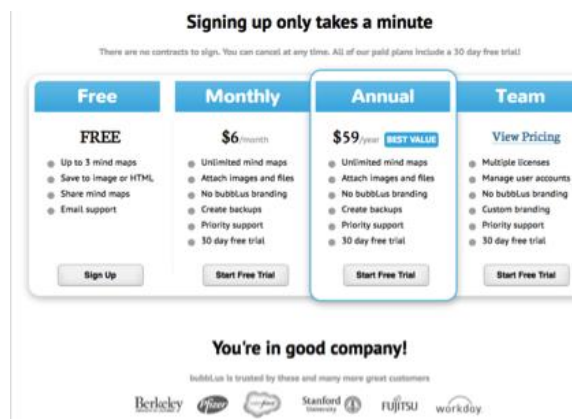 Signing up only takes a minute
There are no contracts to sign. You can cancel at any time. All of our paid plans include a 30 day free trial!
Free
FREE
Up to 3 mind maps
Save to image or HTML
Share mind maps
Email support
Sign Up
Monthly
$6/month
Unlimited mind maps
Attach images and files
No bubbl.us branding
Create backups
Priority support
30 day free trial
Start Free Trial
Annual
$59/year BEST VALUE
Unlimited mind maps
Attach images and files
No bubbl.us branding
Create backups
Priority support
30 day free trial
Start Free Trial
Team
View Pricing
Multiple licenses
Manage user accounts
No bubbl.us branding
Custom branding
Priority support
30 day free trial
Start Free Trial
You're in good company!
bubbl.us is trusted by these and many more great customers
Berkeley
Pfizer
Stanford
University
FUJITSU
workday